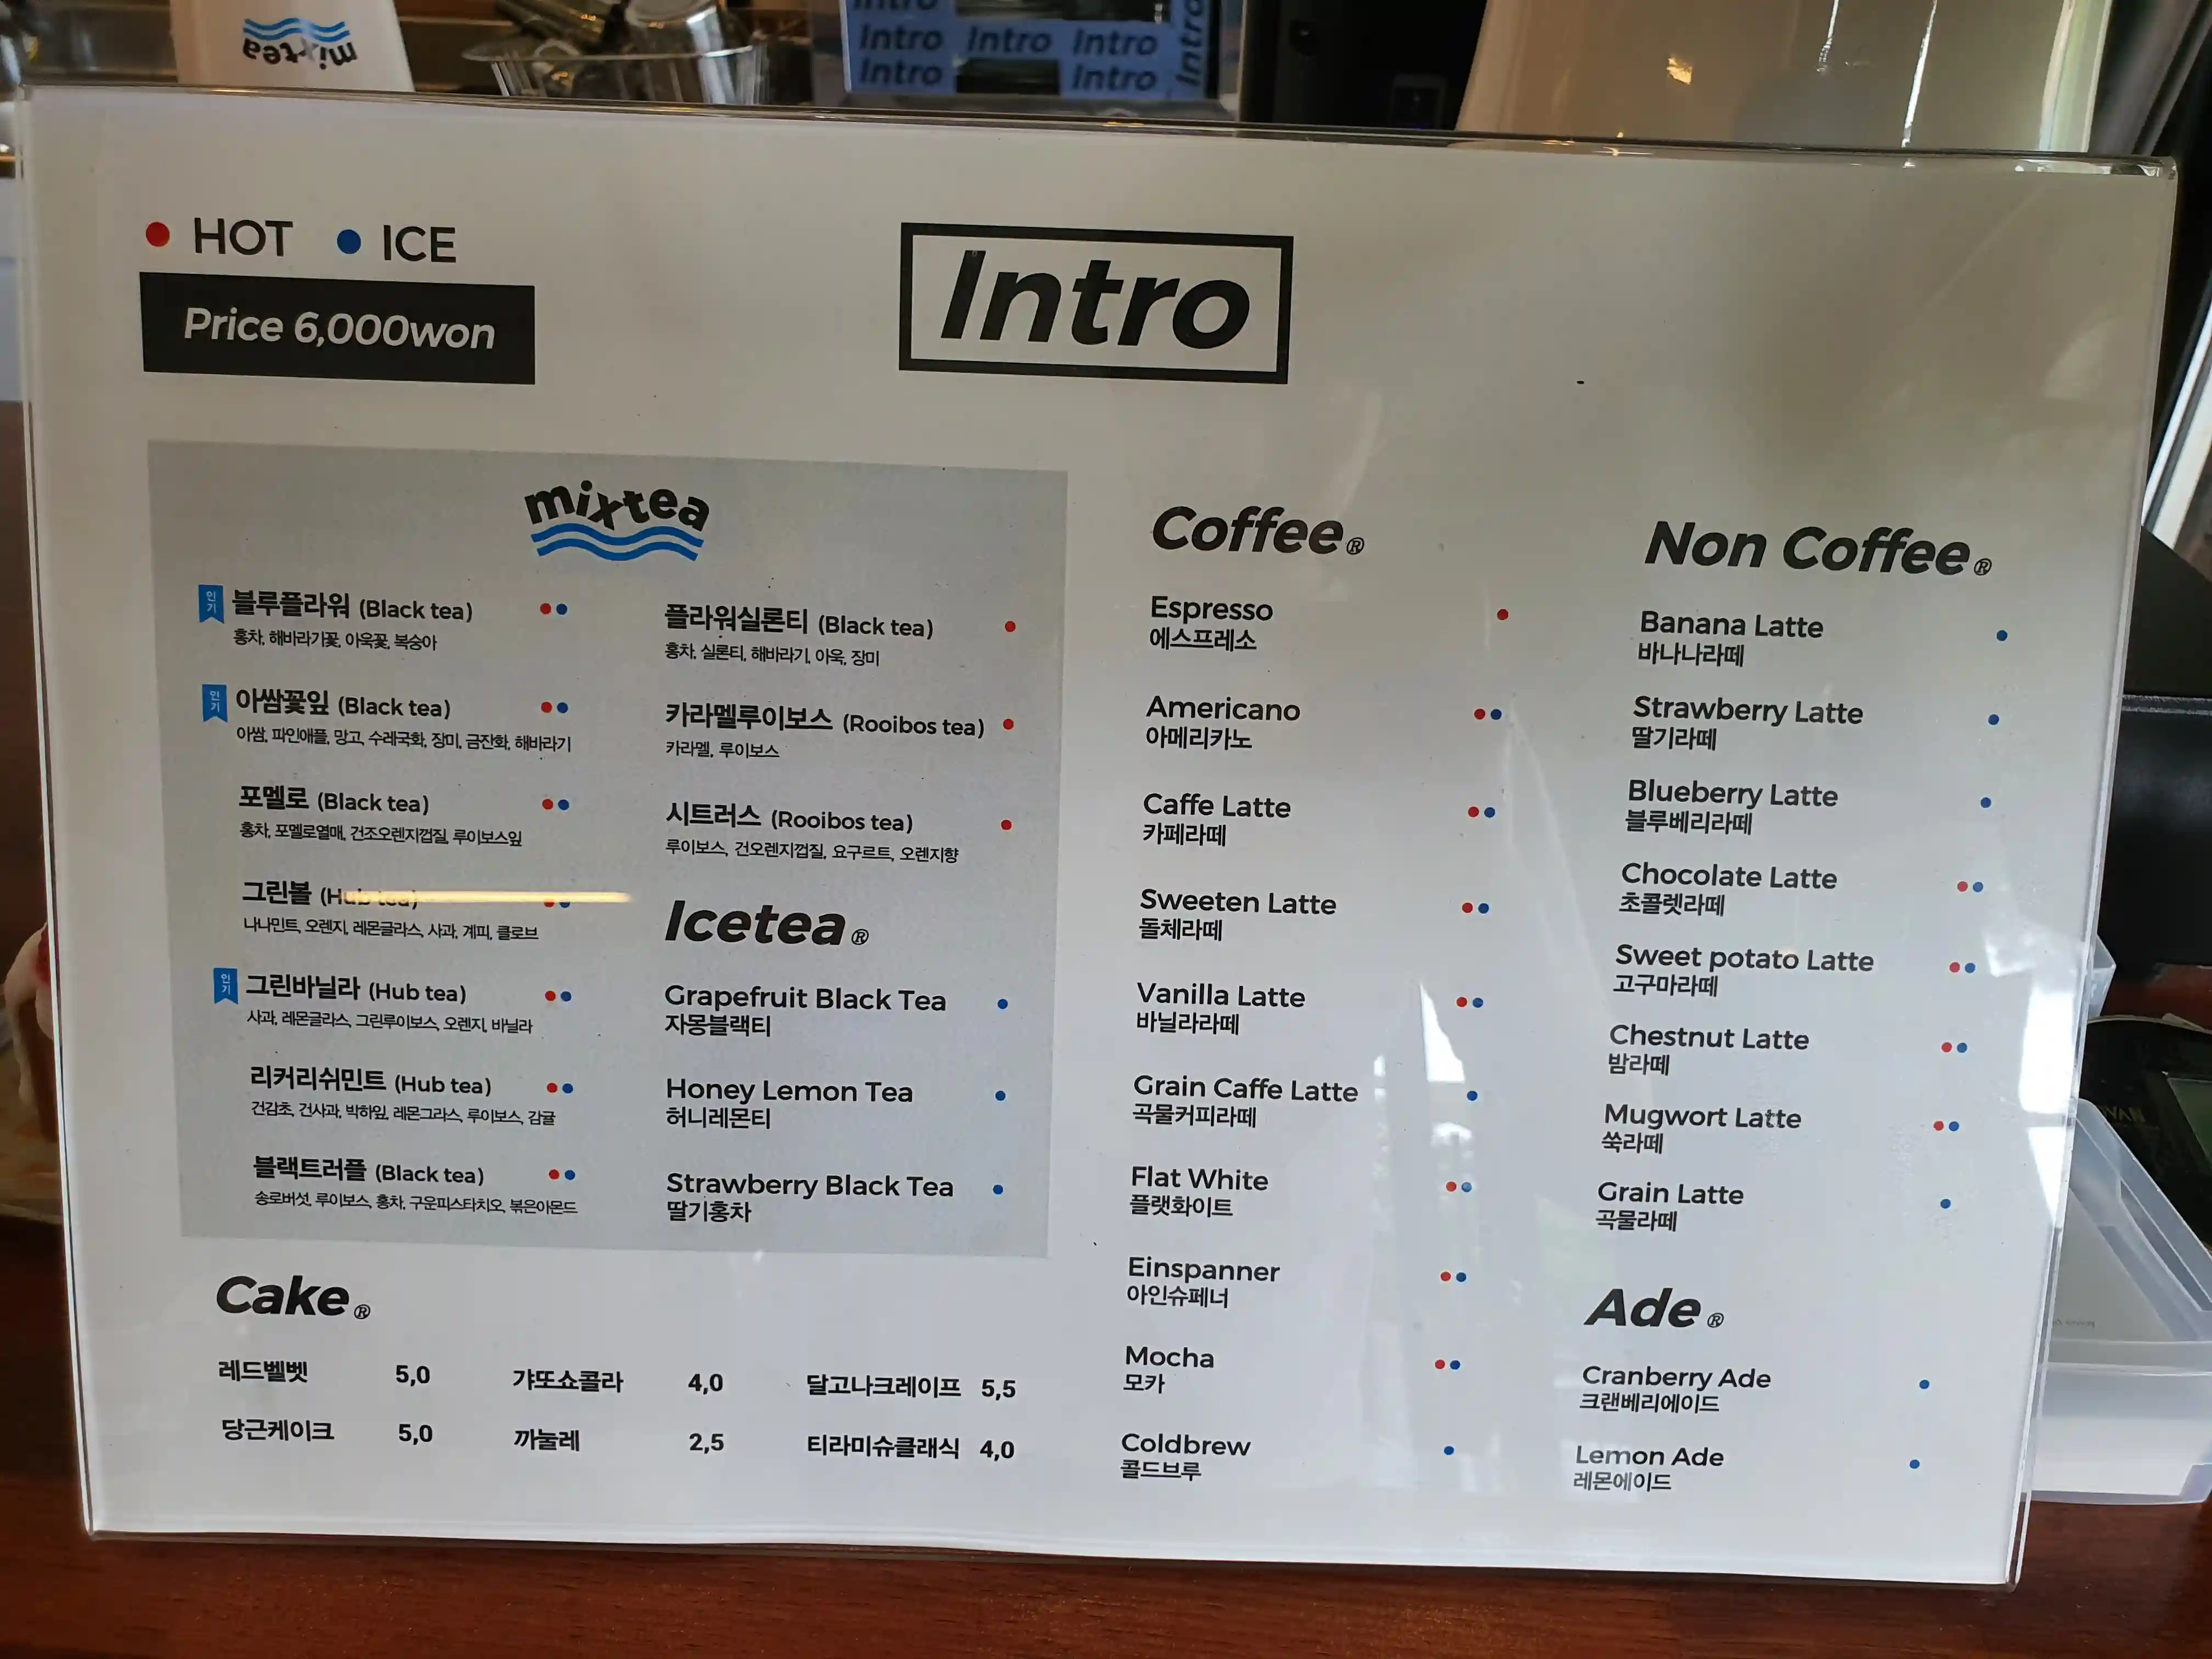 mixtea
Intro
Intro Intro Intro
Intro Intro
Intro
HOT ICE
Price 6,000won
Intro
mixtea
인기 블루플라워 (Black tea)
홍차, 해바라기꽃, 아욱꽃, 복숭아
인기 아쌈꽃잎 (Black tea)
아쌈, 파인애플, 망고, 수레국화, 장미, 금잔화, 해바라기
포멜로 (Black tea)
홍차, 포멜로열매, 건조오렌지껍질, 루이보스잎
그린볼 (Hub tea)
나나민트, 오렌지, 레몬글라스, 사과, 계피, 클로브
인기 그린바닐라 (Hub tea)
사과, 레몬글라스, 그린루이보스, 오렌지, 바닐라
리커리쉬민트 (Hub tea)
건감초, 건사과, 박하잎, 레몬그라스, 루이보스, 감귤
블랙트러플 (Black tea)
송로버섯, 루이보스, 홍차, 구운피스타치오, 볶은아몬드
플라워실론티 (Black tea)
홍차, 실론티, 해바라기, 아욱, 장미
카라멜루이보스 (Rooibos tea)
카라멜, 루이보스
시트러스 (Rooibos tea)
루이보스, 건오렌지껍질, 요구르트, 오렌지향
Icetea®
Grapefruit Black Tea
자몽블랙티
Honey Lemon Tea
허니레몬티
Strawberry Black Tea
딸기홍차
Cake®
레드벨벳 5,0
당근케이크 5,0
갸또쇼콜라 4,0
까눌레 2,5
달고나크레이프 5,5
티라미슈클래식 4,0
Coffee®
Espresso
에스프레소
Americano
아메리카노
Caffe Latte
카페라떼
Sweeten Latte
돌체라떼
Vanilla Latte
바닐라라떼
Grain Caffe Latte
곡물커피라떼
Flat White
플랫화이트
Einspanner
아인슈페너
Mocha
모카
Coldbrew
콜드브루
Non Coffee®
Banana Latte
바나나라떼
Strawberry Latte
딸기라떼
Blueberry Latte
블루베리라떼
Chocolate Latte
초콜렛라떼
Sweet potato Latte
고구마라떼
Chestnut Latte
밤라떼
Mugwort Latte
쑥라떼
Grain Latte
곡물라떼
Ade®
Cranberry Ade
크랜베리에이드
Lemon Ade
레몬에이드